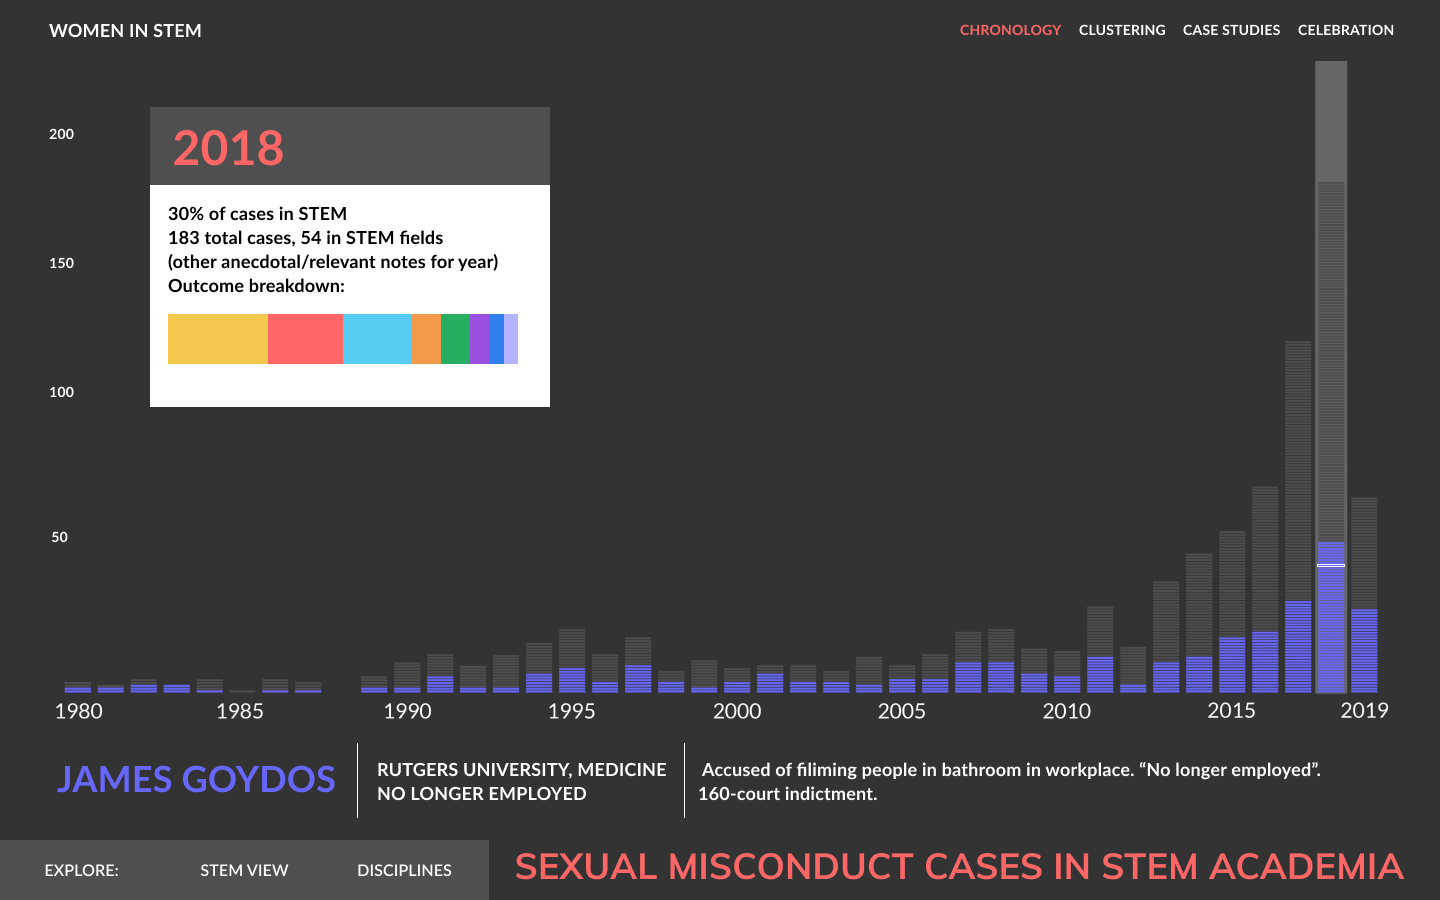 WOMEN IN STEM
CHRONOLOGY CLUSTERING CASE STUDIES CELEBRATION
200
150
100
50
2018
30% of cases in STEM
183 total cases, 54 in STEM fields
(other anecdotal/relevant notes for year)
Outcome breakdown:
1980 1985 1990 1995 2000 2005 2010 2015 2019
JAMES GOYDOS
RUTGERS UNIVERSITY, MEDICINE
NO LONGER EMPLOYED
Accused of filiming people in bathroom in workplace. “No longer employed”.
160-court indictment.
EXPLORE: STEM VIEW DISCIPLINES
SEXUAL MISCONDUCT CASES IN STEM ACADEMIA